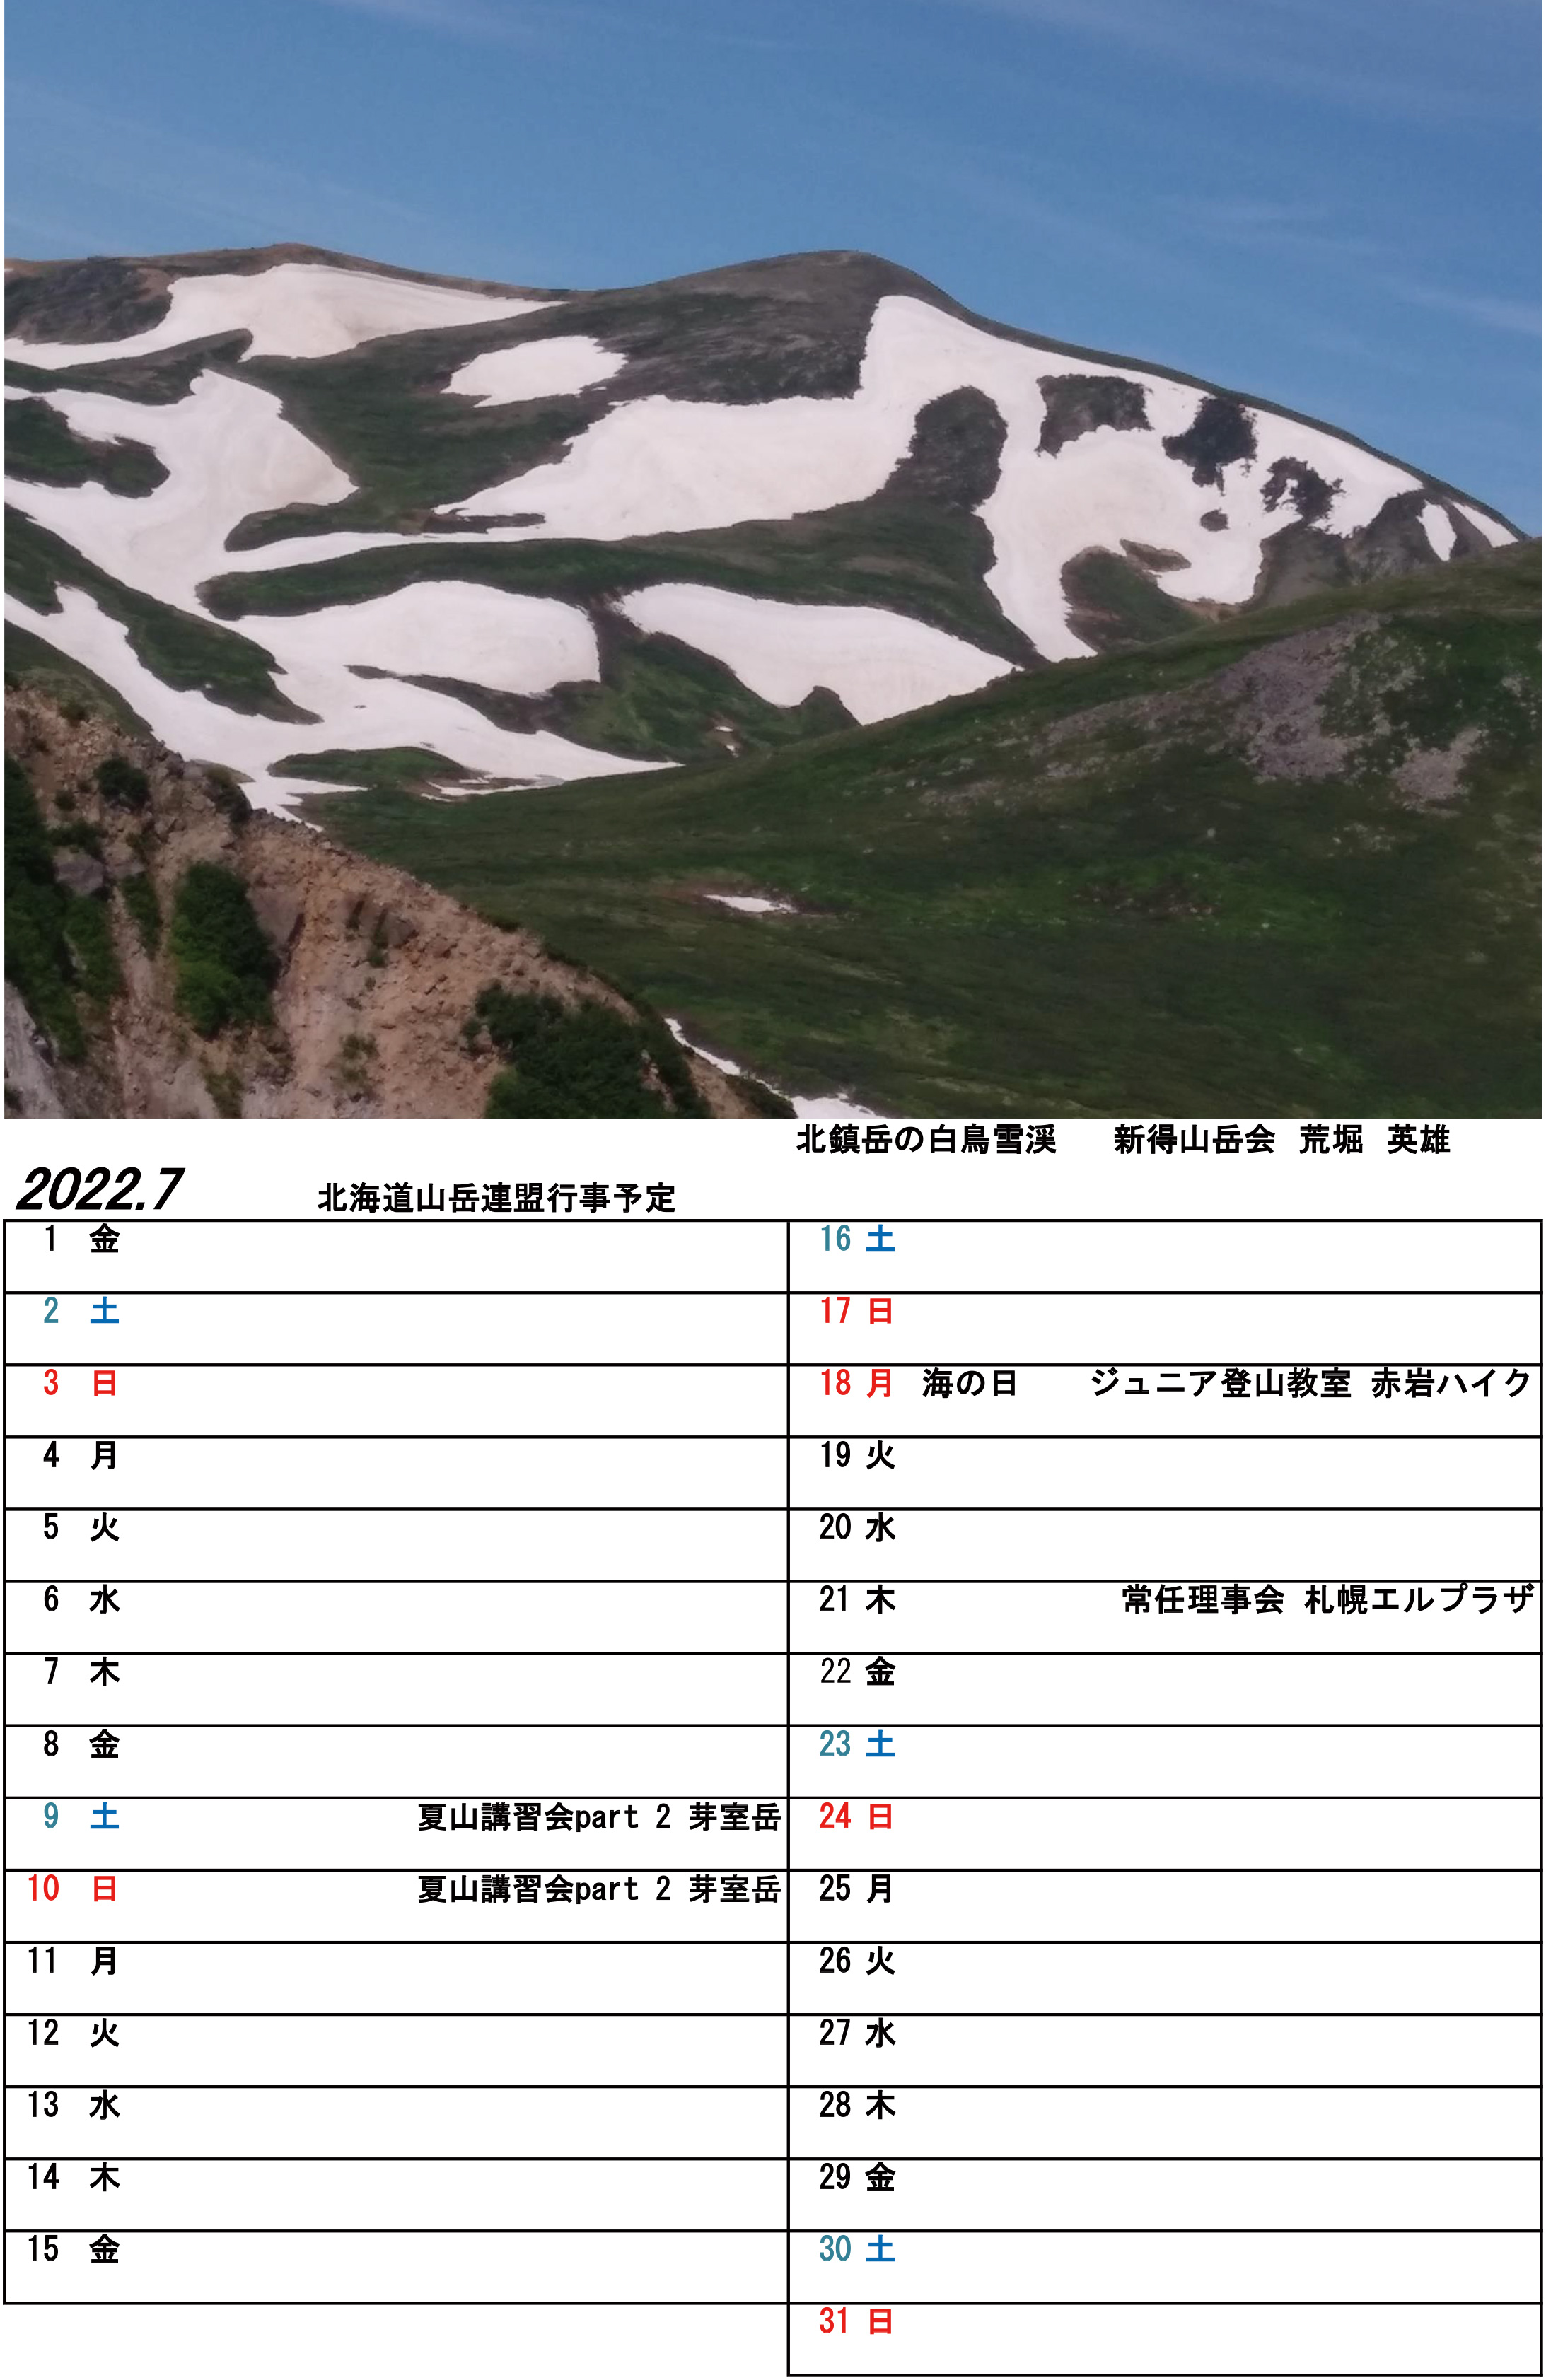 北鎮岳の白鳥雪渓 新得山岳会 荒堀 英雄
2022.7 北海道山岳連盟行事予定
1 金
2 土
3 日
4 月
5 火
6 水
7 木
8 金
9 土 夏山講習会part 2 芽室岳
10 日 夏山講習会part 2 芽室岳
11 月
12 火
13 水
14 木
15 金
16 土
17 日
18 月 海の日 ジュニア登山教室 赤岩ハイク
19 火
20 水
21 木 常任理事会 札幌エルプラザ
22 金
23 土
24 日
25 月
26 火
27 水
28 木
29 金
30 土
31 日